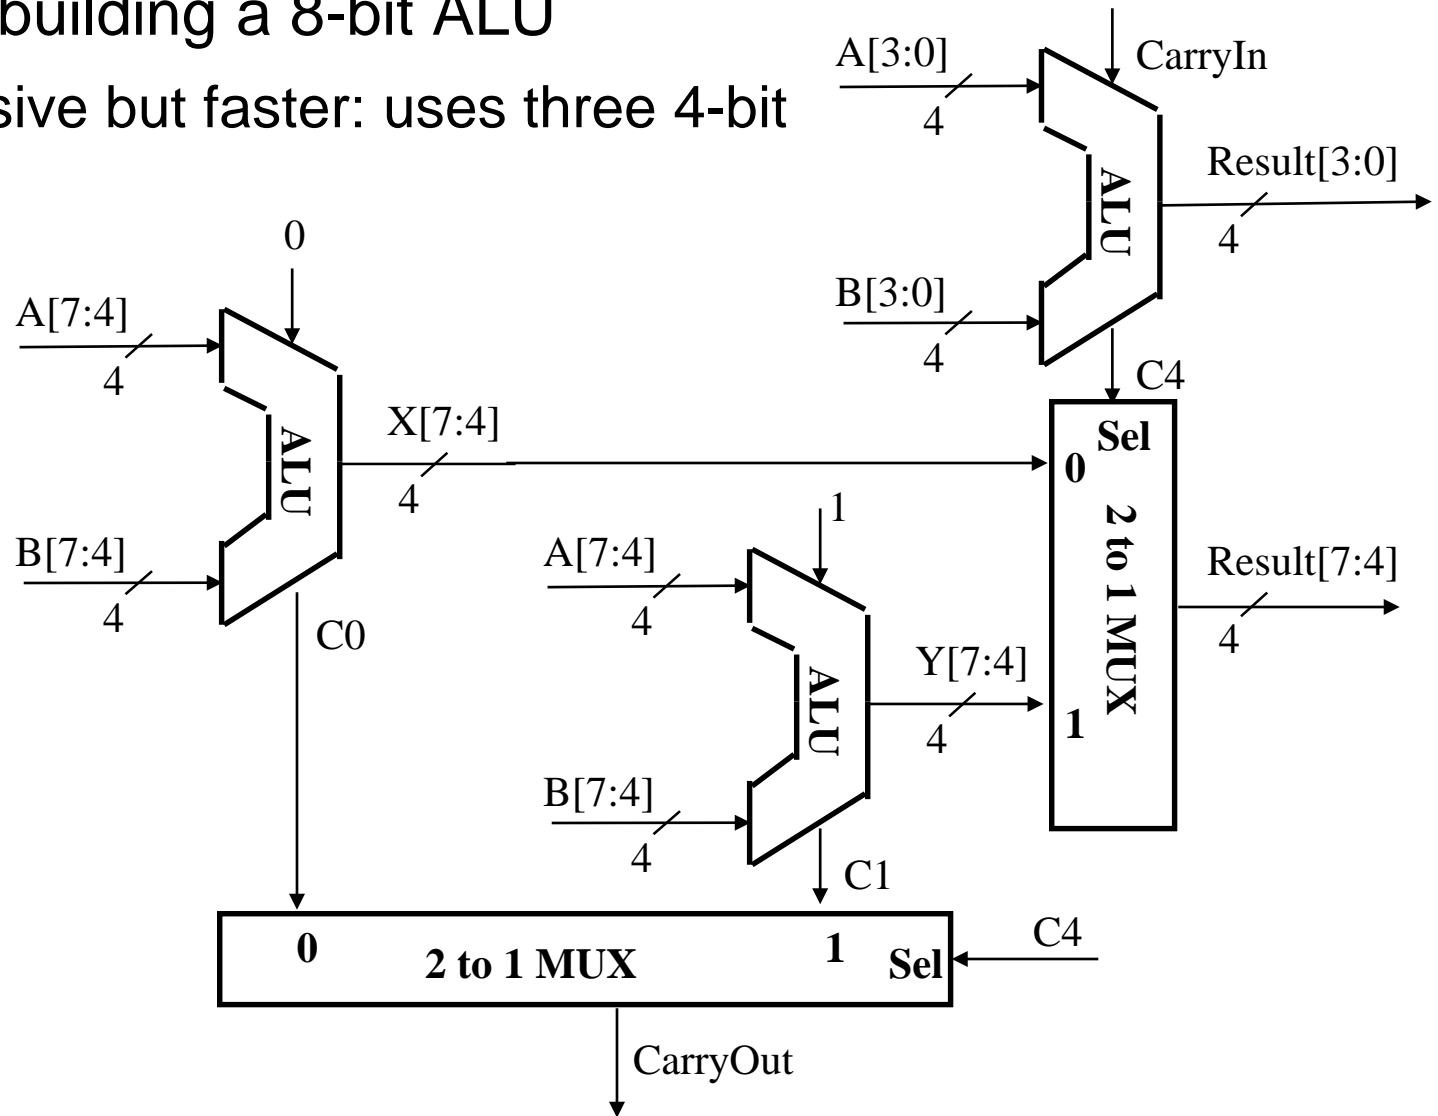 building a 8-bit ALU
sive but faster: uses three 4-bit
CarryIn
A[3:0]
4
ALU
Result[3:0]
4
B[3:0]
4
C4
0
A[7:4]
4
ALU
X[7:4]
4
B[7:4]
4
C0
1
A[7:4]
4
ALU
Y[7:4]
4
B[7:4]
4
C1
Sel
0
2 to 1 MUX
1
Result[7:4]
4
0
2 to 1 MUX
1
Sel
C4
CarryOut